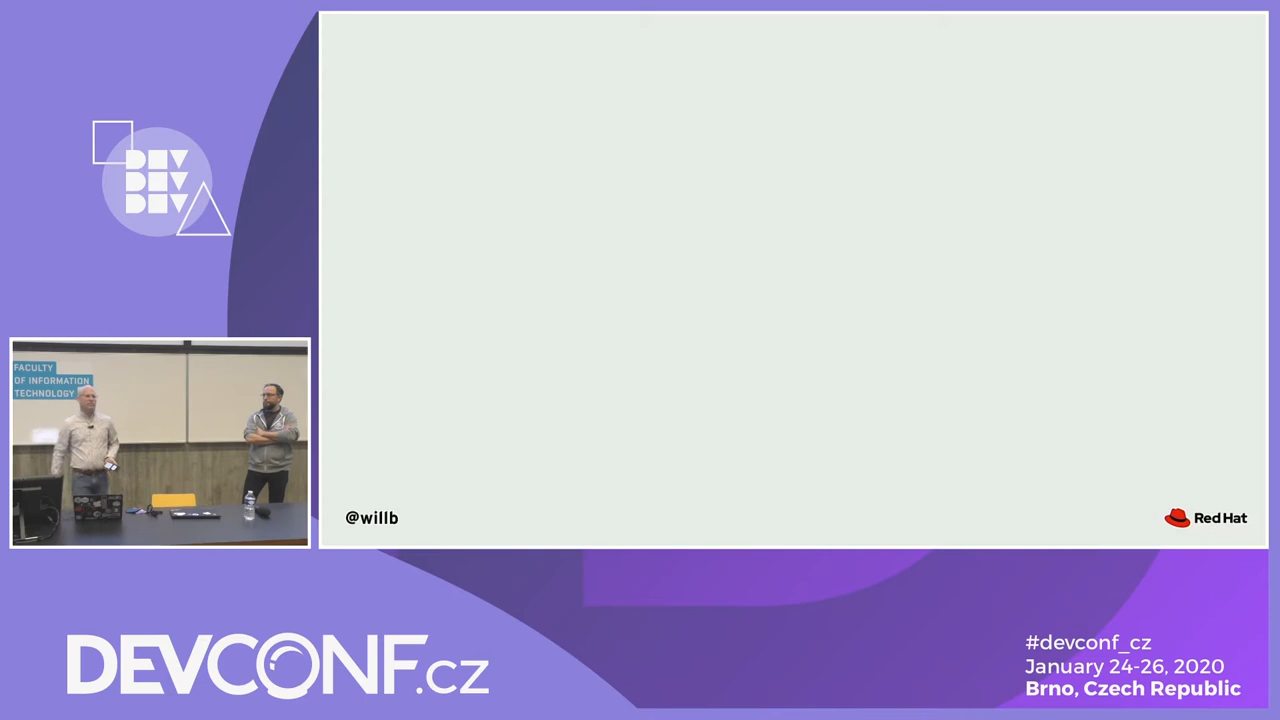 DEV
DEV
DEV
FACULTY
OF INFORMATION
TECHNOLOGY
@willb
Red Hat
DEVCONF.cz
#devconf_cz
January 24-26, 2020
Brno, Czech Republic